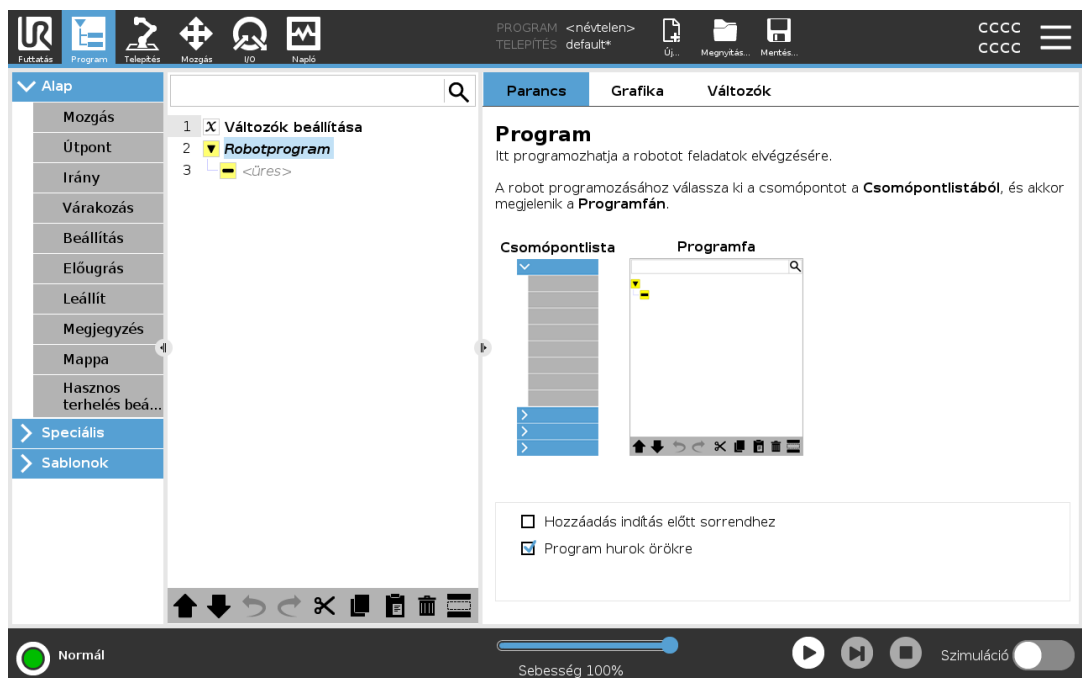 UR
Futtatás
Program
Telepítés
Mozgás
I/O
Napló
PROGRAM <névtelen>
TELEPÍTÉS default*
Új...
Megnyitás...
Mentés...
CCCC
CCCC
Alap
Mozgás
Útpont
Irány
Várakozás
Beállítás
Előugrás
Leállít
Megjegyzés
Mappa
Hasznos
terhelés beá...
Speciális
Sablonok
1 X Változók beállítása
2 Robotprogram
3 <üres>
Parancs Grafika Változók
Program
Itt programozhatja a robotot feladatok elvégzésére.
A robot programozásához válassza ki a csomópontot a Csomópontlistából, és akkor
megjelenik a Programfán.
Csomópontlista
Programfa
Hozzáadás indítás előtt sorrendhez
Program hurok örökre
Normál
Sebesség 100%
Szimuláció